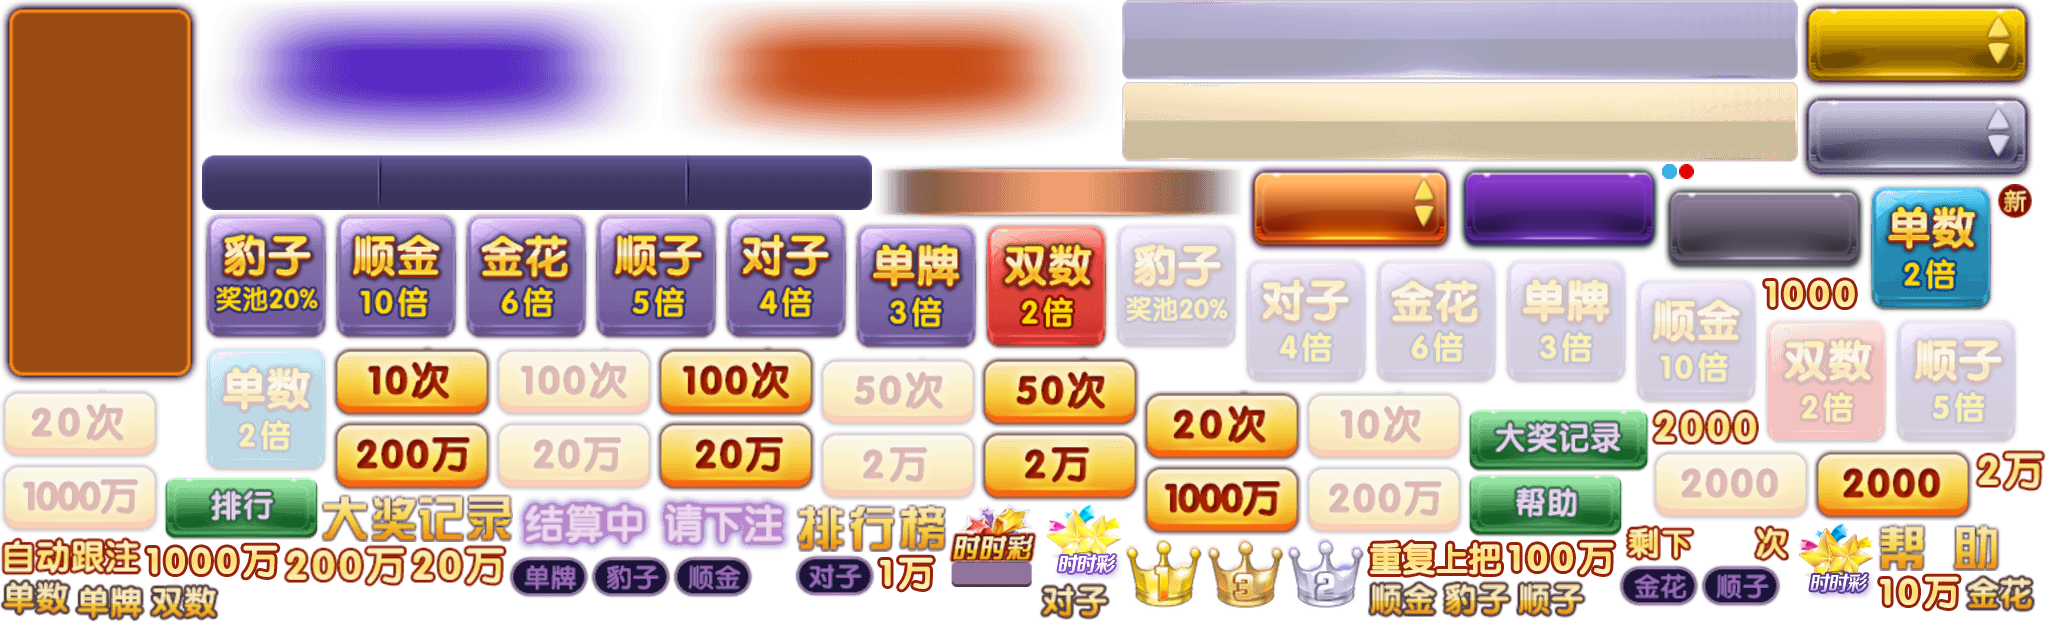 新
单数
2倍
豹子
奖池20%
顺金
10倍
金花
6倍
顺子
5倍
对子
4倍
单牌
3倍
双数
2倍
豹子
奖池20%
对子
4倍
金花
6倍
单牌
3倍
顺金
10倍
1000
双数
2倍
顺子
5倍
单数
2倍
10次
100次
100次
50次
50次
20次
10次
大奖记录
2000
20次
200万
20万
20万
2万
2万
1000万
200万
帮助
2000
2000
2万
1000万
排行
大奖记录
结算中
请下注
排行榜
时时彩
时时彩
1
3
2
重复上把
100万
剩下 次
时时彩
帮助
自动跟注
1000万
200万
20万
单牌
豹子
顺金
对子
1万
金花
顺子
10万
金花
单数
单牌
双数
对子
顺金
豹子
顺子